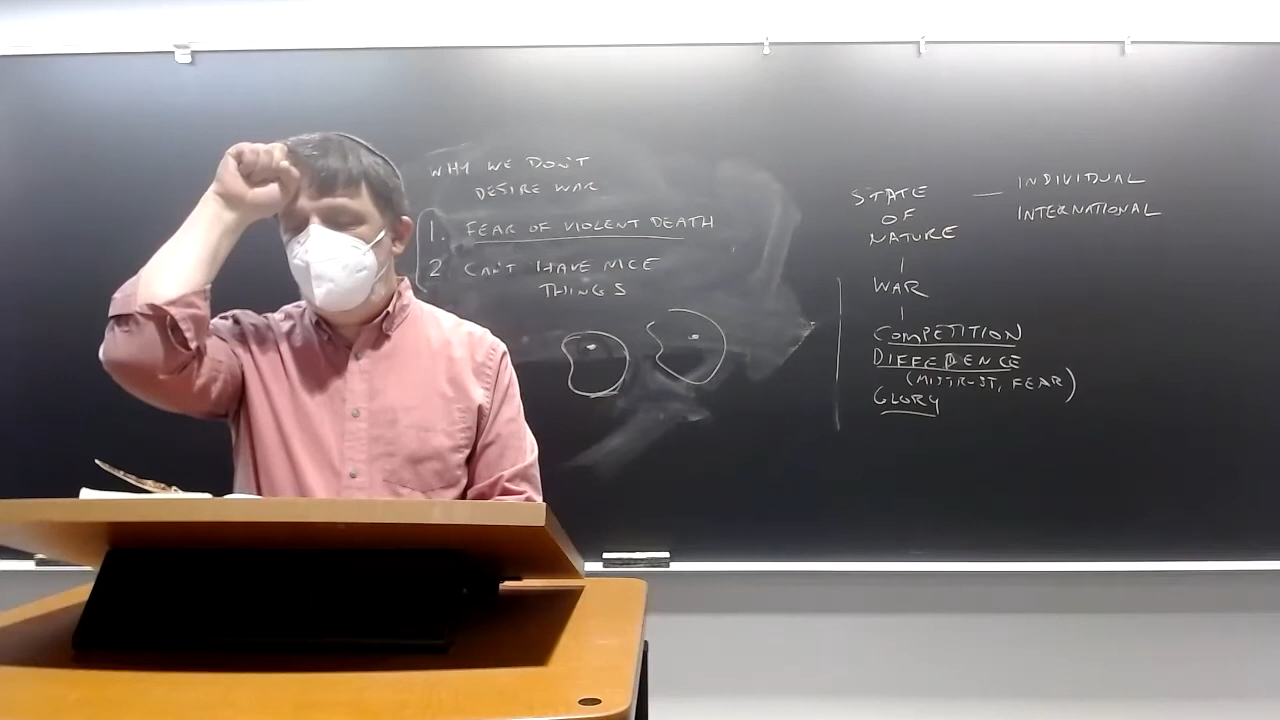 WHY WE DON'T
DESIRE WAR
1. FEAR OF VIOLENT DEATH
2 CAN'T HAVE NICE
THINGS
STATE
OF
NATURE
— INDIVIDUAL
INTERNATIONAL
WAR
COMPETITION
DIFFERENCE
(MISTRUST, FEAR)
GLORY